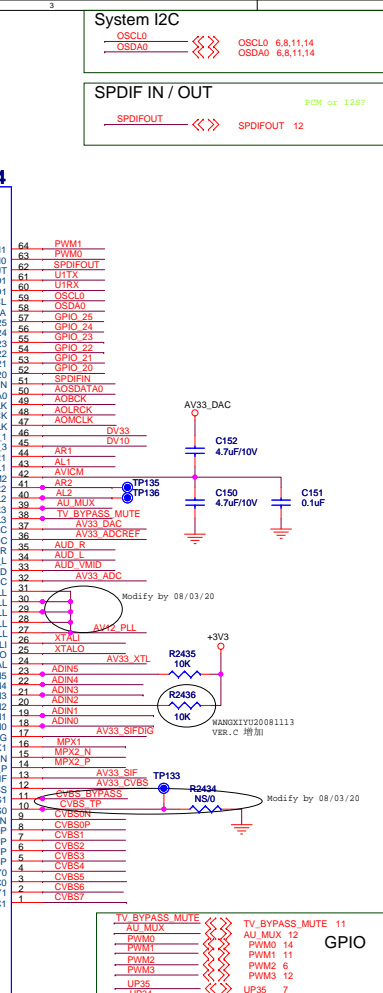 3
System I2C
OSCL0 OSCL0 6,8,11,14
OSDA0 OSDA0 6,8,11,14
SPDIF IN / OUT
PCM or I2S?
SPDIFOUT SPDIFOUT 12
64 PWM1
63 PWM0
62 SPDIFOUT
61 U1TX
60 U1RX
59 OSCL0
58 OSDA0
57 GPIO_25
56 GPIO_24
55 GPIO_23
54 GPIO_22
53 GPIO_21
52 GPIO_20
51 SPDIFIN
50 AOSDATA0
49 AOBCK
48 AOLRCK
47 AOMCLK
46 DV33
45 DV10
44 AR1
43 AL1
42 AVICM
41 AR2 TP135
40 AL2 TP136
39 AU_MUX
38 TV_BYPASS_MUTE
37 AV33_DAC
36 AV33_ADCREF
35 AUD_R
34 AUD_L
33 AUD_VMID
32 AV33_ADC
31
30
29
28
27 AV12_PLL
26 XTALI
25 XTALO
24 AV33_XTL
23 ADIN5
22 ADIN4
21 ADIN3
20 ADIN2
19 ADIN1
18 ADIN0
17 AV33_SIFDIG
16 MPX1
15 MPX2_N
14 MPX2_P
13 AV33_SIF
12 AV33_CVBS
11 CVBS_BYPASS
10 CVBS_TP
9 CVBS0N
8 CVBS0P
7 CVBS1
6 CVBS2
5 CVBS3
4 CVBS4
3 CVBS5
2 CVBS6
1 CVBS7
AV33_DAC
C152
4.7uF/10V
C150
4.7uF/10V
C151
0.1uF
Modify by 08/03/20
+3V3
R2435
10K
R2436
10K
WANGXIYU20081113
VER.C 增加
TP133
R2434
NS/0
Modify by 08/03/20
TV_BYPASS_MUTE TV_BYPASS_MUTE 11
AU_MUX AU_MUX 12
PWM0 PWM0 14
PWM1 PWM1 11
PWM2 PWM2 6
PWM3 PWM3 12
GPIO
UP35 UP35 7